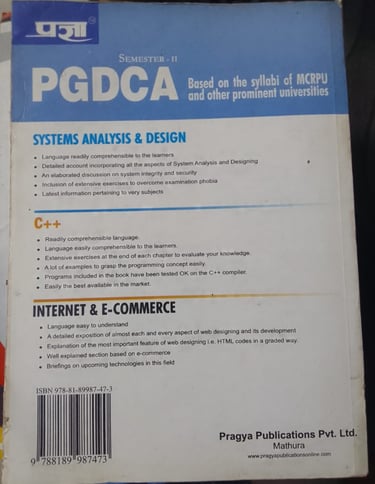 प्रज्ञा
SEMESTER - II
PGDCA
Based on the syllabi of MCRPU
and other prominent universities
SYSTEMS ANALYSIS & DESIGN
• Language readily comprehensible to the learners
• Detailed account incorporating all the aspects of System Analysis and Designing
• An elaborated discussion on system integrity and security
• Inclusion of extensive exercises to overcome examination phobia
• Latest information pertaining to very subjects
C++
• Readily comprehensible language.
• Language easily comprehensible to the learners.
• Extensive exercises at the end of each chapter to evaluate your knowledge.
• A lot of examples to grasp the programming concept easily.
• Programs included in the book have been tested OK on the C++ compiler.
• Easily the best available in the market.
INTERNET & E-COMMERCE
• Language easy to understand
• A detailed exposition of almost each and every aspect of web designing and its development
• Explanation of the most important feature of web designing i.e. HTML codes in a graded way.
• Well explained section based on e-commerce
• Briefings on upcoming technologies in this field
ISBN 978-81-89987-47-3
9 788189 987473
Pragya Publications Pvt. Ltd.
Mathura
www.pragyapublicationsonline.com